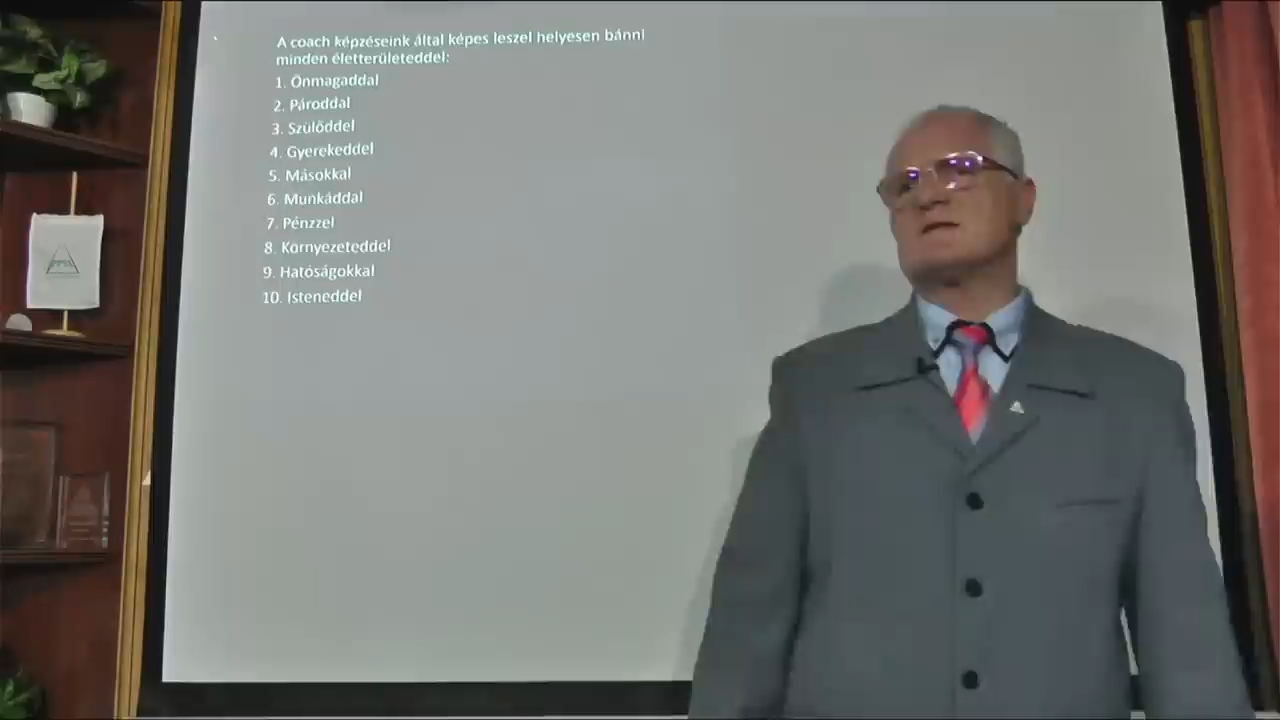 A coach képzéseink által képes leszel helyesen bánni
minden életterületeddel:
1. Önmagaddal
2. Pároddal
3. Szülőddel
4. Gyerekeddel
5. Másokkal
6. Munkáddal
7. Pénzzel
8. Környezeteddel
9. Hatóságokkal
10. Isteneddel